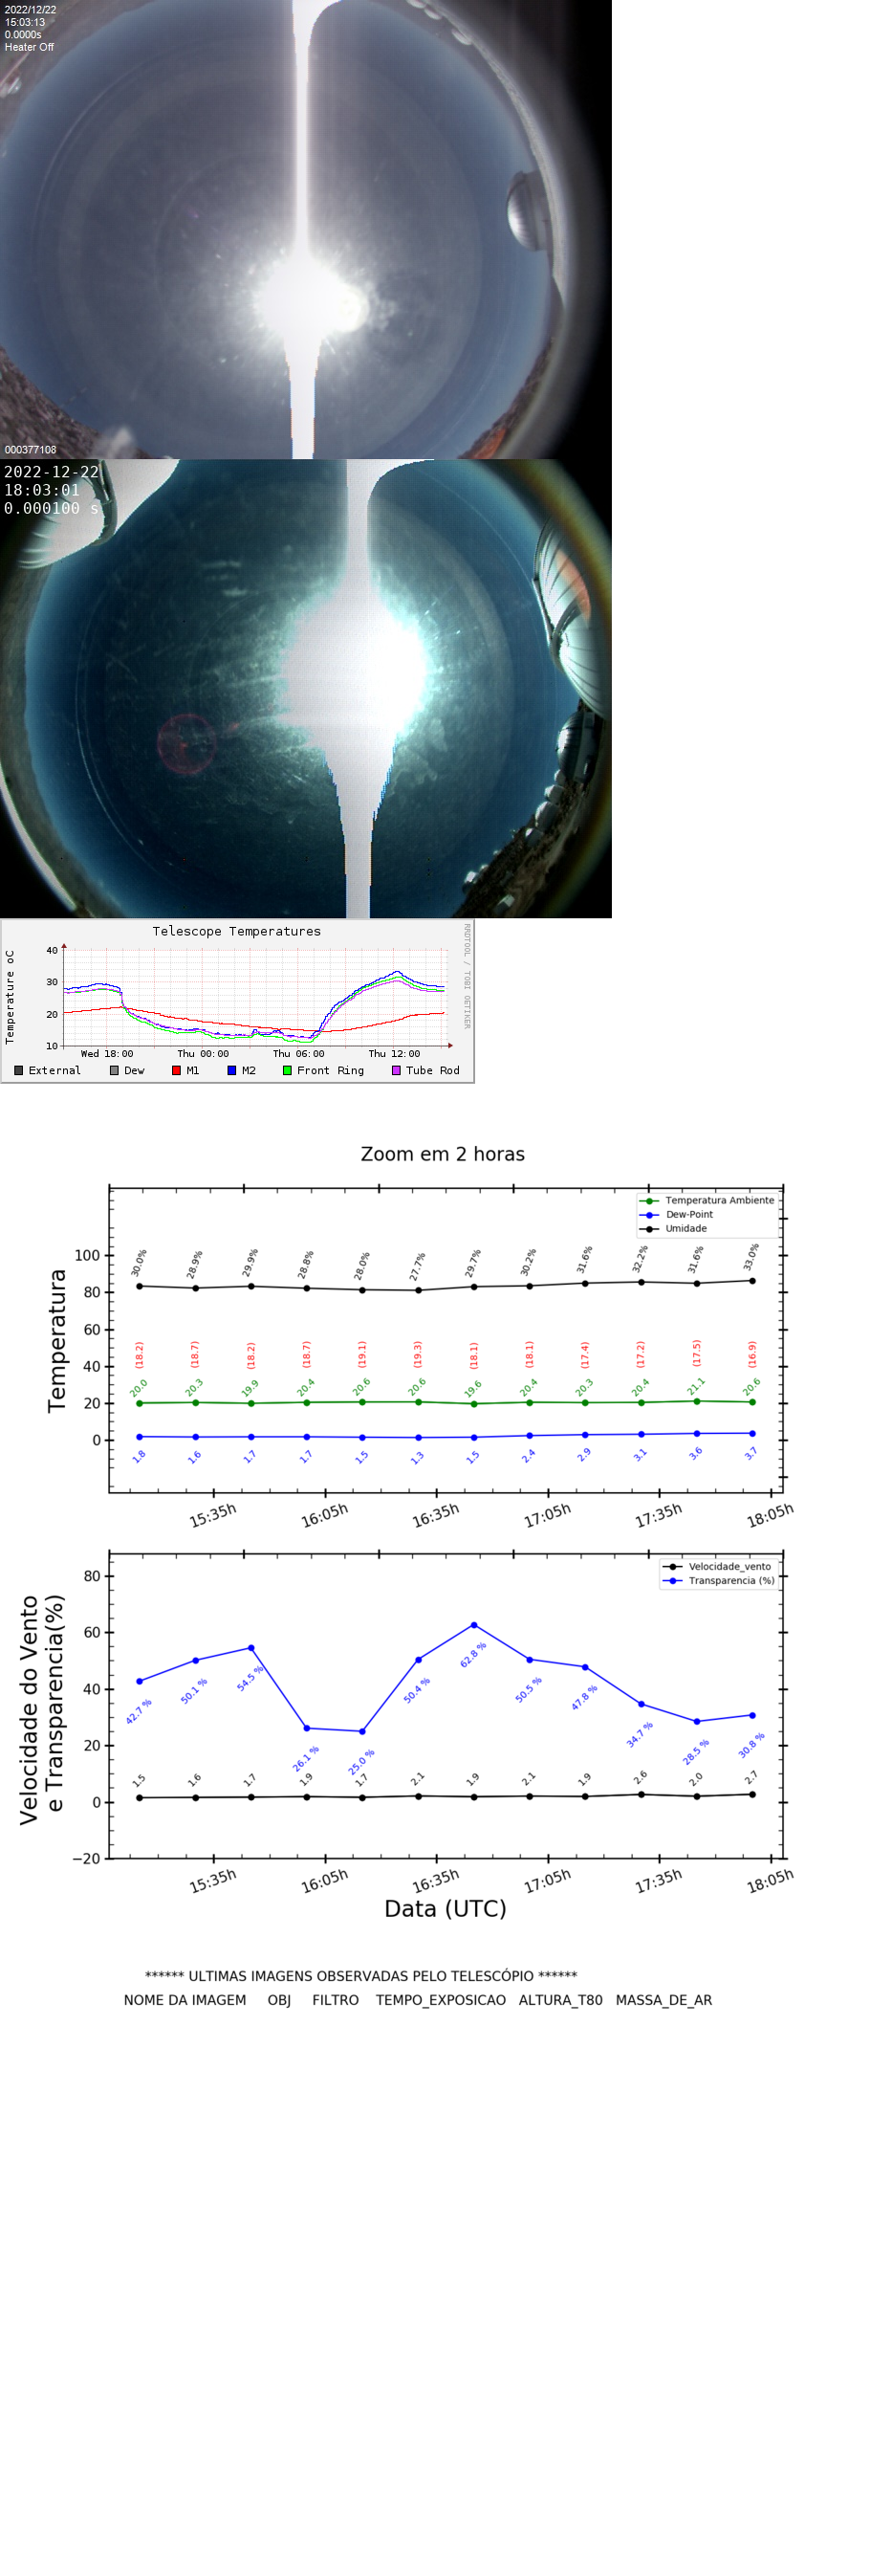 2022/12/22
15:03:13
0.0000s
Heater Off
000377108
2022-12-22
18:03:01
0.000100 s
Telescope Temperatures
RRDTOOL / TOBI OETIKER
Temperature oC
40
30
20
10
Wed 18:00 Thu 00:00 Thu 06:00 Thu 12:00
External Dew M1 M2 Front Ring Tube Rod
Zoom em 2 horas
Temperatura Ambiente
Dew-Point
Umidade
Temperatura
100
80
60
40
20
0
30.0% 28.9% 29.9% 28.8% 28.0% 27.7% 29.7% 30.2% 31.6% 32.2% 31.6% 33.0%
(18.2) (18.7) (18.2) (18.7) (19.1) (19.3) (18.1) (18.1) (17.4) (17.2) (17.5) (16.9)
20.0 20.3 19.9 20.4 20.6 20.6 19.6 20.4 20.3 20.4 21.1 20.6
1.8 1.6 1.7 1.7 1.5 1.3 1.5 2.4 2.9 3.1 3.6 3.7
15:35h 16:05h 16:35h 17:05h 17:35h 18:05h
Velocidade_vento
Transparencia (%)
Velocidade do Vento
e Transparencia(%)
80
60
40
20
0
−20
42.7 % 50.1 % 54.5 % 26.1 % 25.0 % 50.4 % 62.8 % 50.5 % 47.8 % 34.7 % 28.5 % 30.8 %
1.5 1.6 1.7 1.9 1.7 2.1 1.9 2.1 1.9 2.6 2.0 2.7
15:35h 16:05h 16:35h 17:05h 17:35h 18:05h
Data (UTC)
****** ULTIMAS IMAGENS OBSERVADAS PELO TELESCÓPIO ******
NOME DA IMAGEM OBJ FILTRO TEMPO_EXPOSICAO ALTURA_T80 MASSA_DE_AR